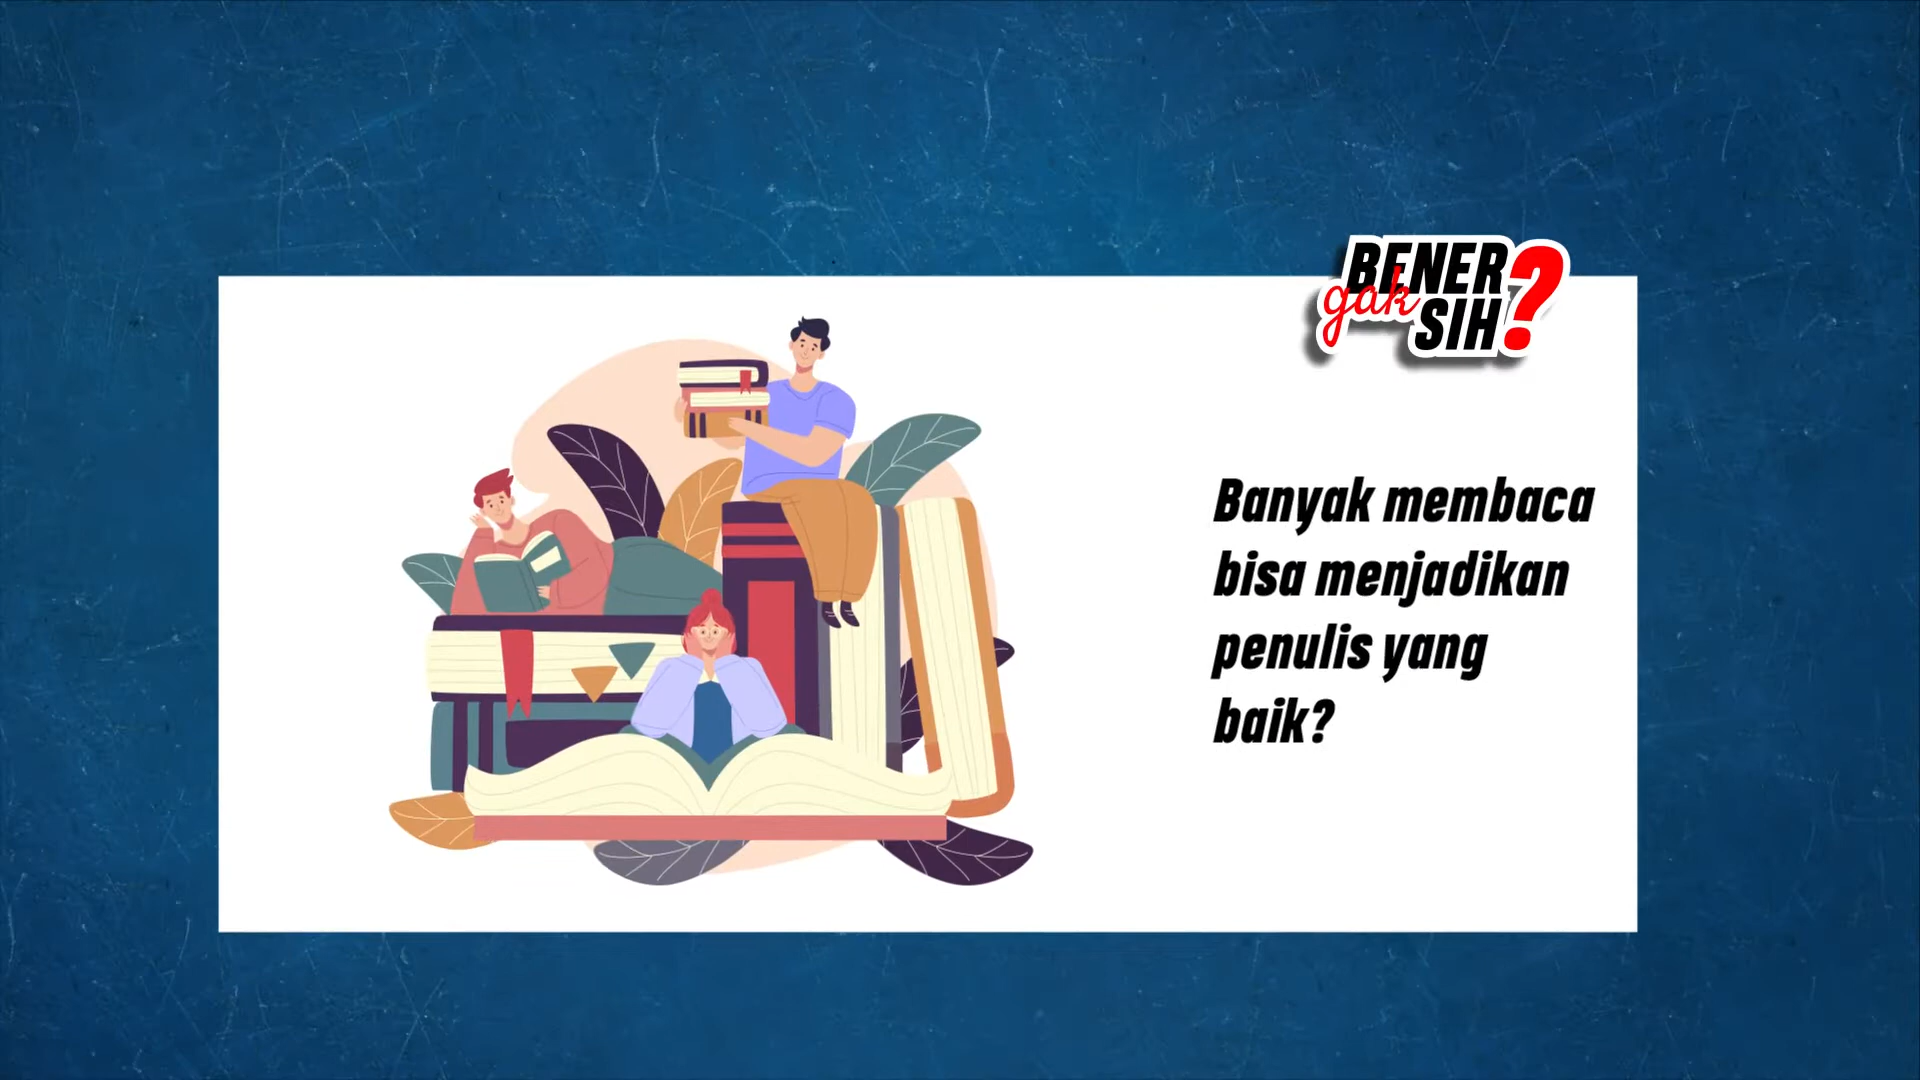 BENER
gak
SIH?
Banyak membaca
bisa menjadikan
penulis yang
baik?